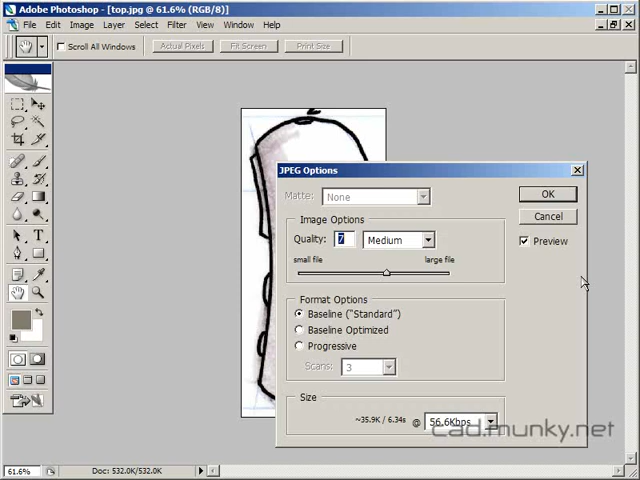 Adobe Photoshop - [top.jpg @ 61.6% (RGB/8)]
File Edit Image Layer Select Filter View Window Help
Scroll All Windows Actual Pixels Fit Screen Print Size
JPEG Options
Matte: None OK
Image Options Cancel
Quality: 7 Medium Preview
small file large file
Format Options
Baseline ("Standard")
Baseline Optimized
Progressive
Scans: 3
Size
~35.9K / 6.34s @ 56.6Kbps
cad.munky.net
61.6% Doc: 532.0K/532.0K